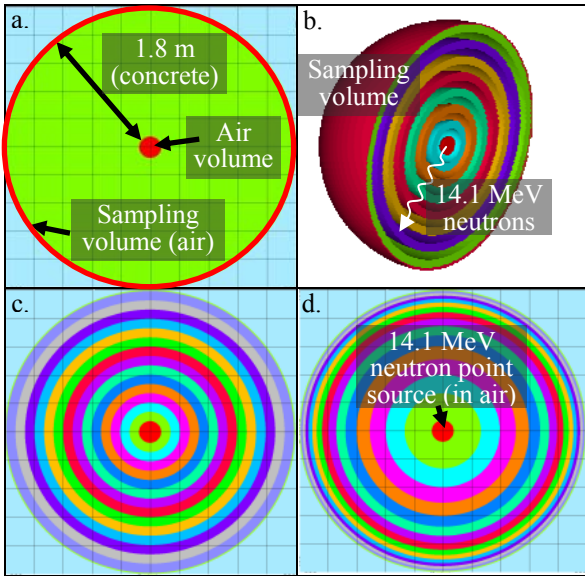 a.
1.8 m
(concrete)
Air
volume
Sampling
volume (air)
b.
Sampling
volume
14.1 MeV
neutrons
c.
d.
14.1 MeV
neutron point
source (in air)